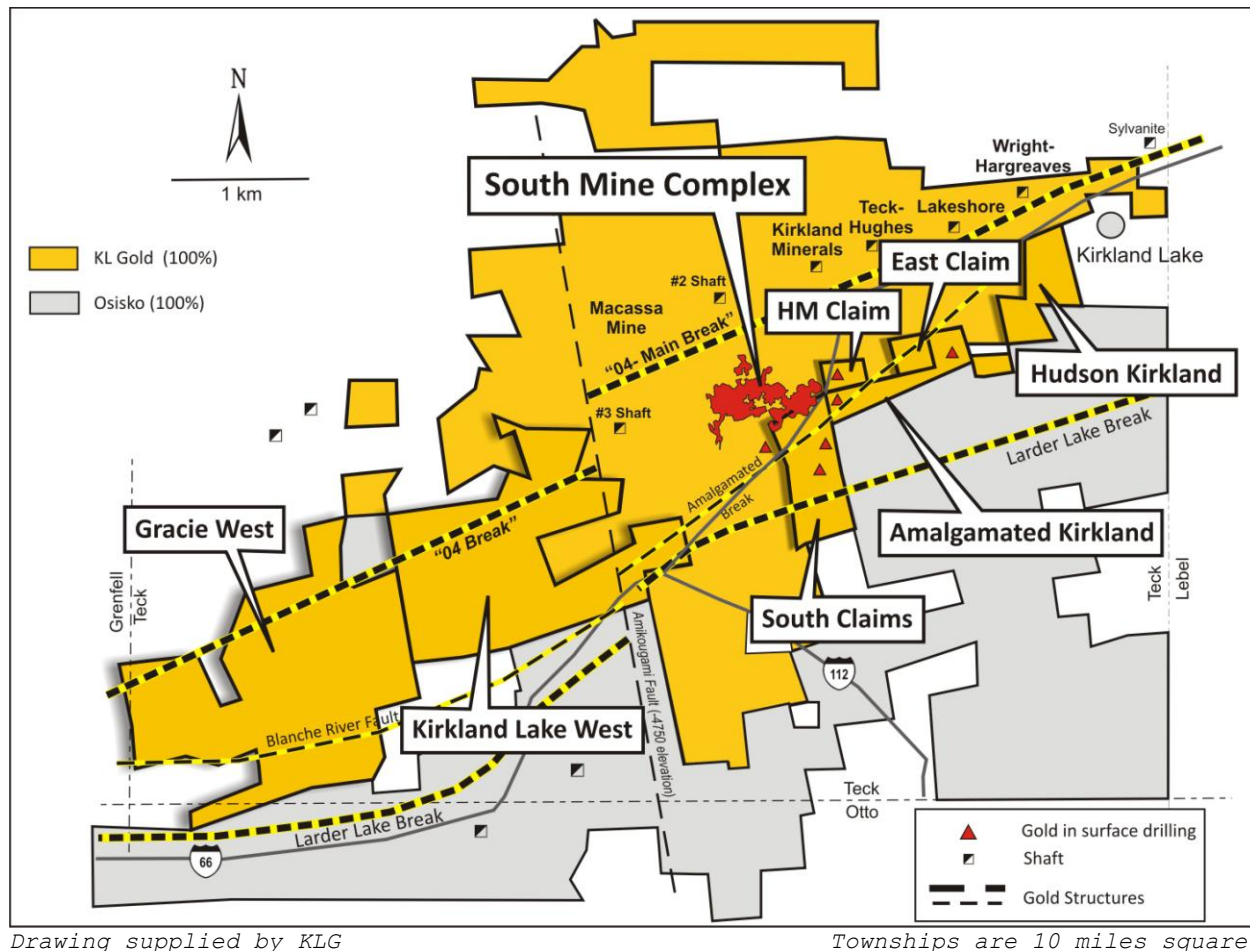 N
1 km
KL Gold (100%)
Osisko (100%)
South Mine Complex
Wright-
Hargreaves
Sylvanite
Lakeshore
Teck-
Hughes
Kirkland
Minerals
Kirkland Lake
East Claim
#2 Shaft
HM Claim
Macassa
Mine
"04- Main Break"
Hudson Kirkland
#3 Shaft
Larder Lake Break
Amalgamated
Break
Gracie West
"04 Break"
Amalgamated Kirkland
Grenfell
Teck
Teck
Lebel
South Claims
Amikougami Fault (-4750 elevation)
112
Blanche River Fault
Kirkland Lake West
Teck
Otto
Larder Lake Break
66
Gold in surface drilling
Shaft
Gold Structures
Drawing supplied by KLG
Townships are 10 miles square